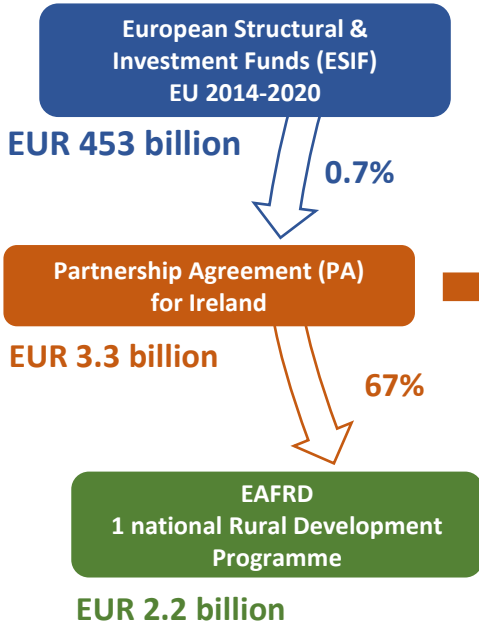 European Structural &
Investment Funds (ESIF)
EU 2014-2020
EUR 453 billion
0.7%
Partnership Agreement (PA)
for Ireland
EUR 3.3 billion
67%
EAFRD
1 national Rural Development
Programme
EUR 2.2 billion